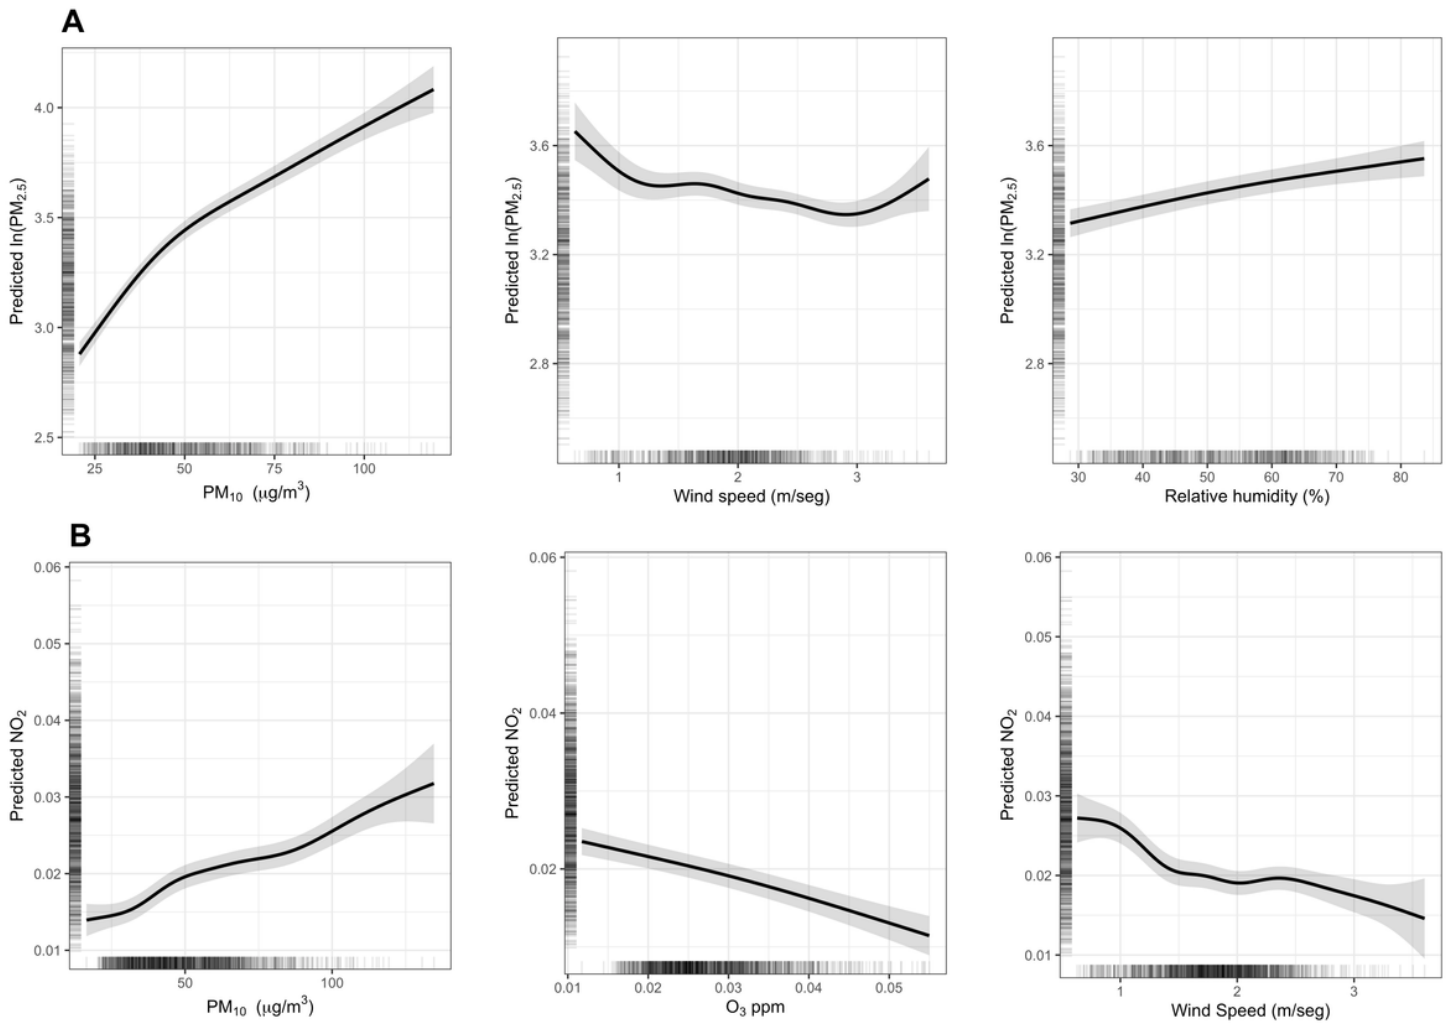 A
Predicted ln(PM2.5)
4.0
3.5
3.0
2.5
25 50 75 100
PM10 (µg/m3)
Predicted ln(PM2.5)
3.6
3.2
2.8
1 2 3
Wind speed (m/seg)
Predicted ln(PM2.5)
3.6
3.2
2.8
30 40 50 60 70 80
Relative humidity (%)
B
Predicted NO2
0.06
0.05
0.04
0.03
0.02
0.01
50 100
PM10 (µg/m3)
Predicted NO2
0.06
0.04
0.02
0.01 0.02 0.03 0.04 0.05
O3 ppm
Predicted NO2
0.06
0.05
0.04
0.03
0.02
0.01
1 2 3
Wind Speed (m/seg)